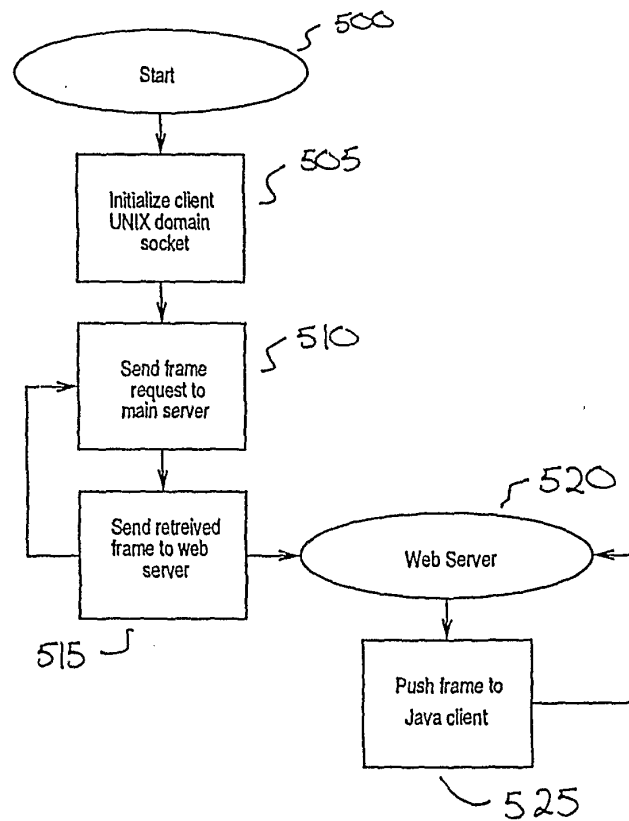 500
Start
505
Initialize client
UNIX domain
socket
510
Send frame
request to
main server
Send retreived
frame to web
server
515
520
Web Server
Push frame to
Java client
525